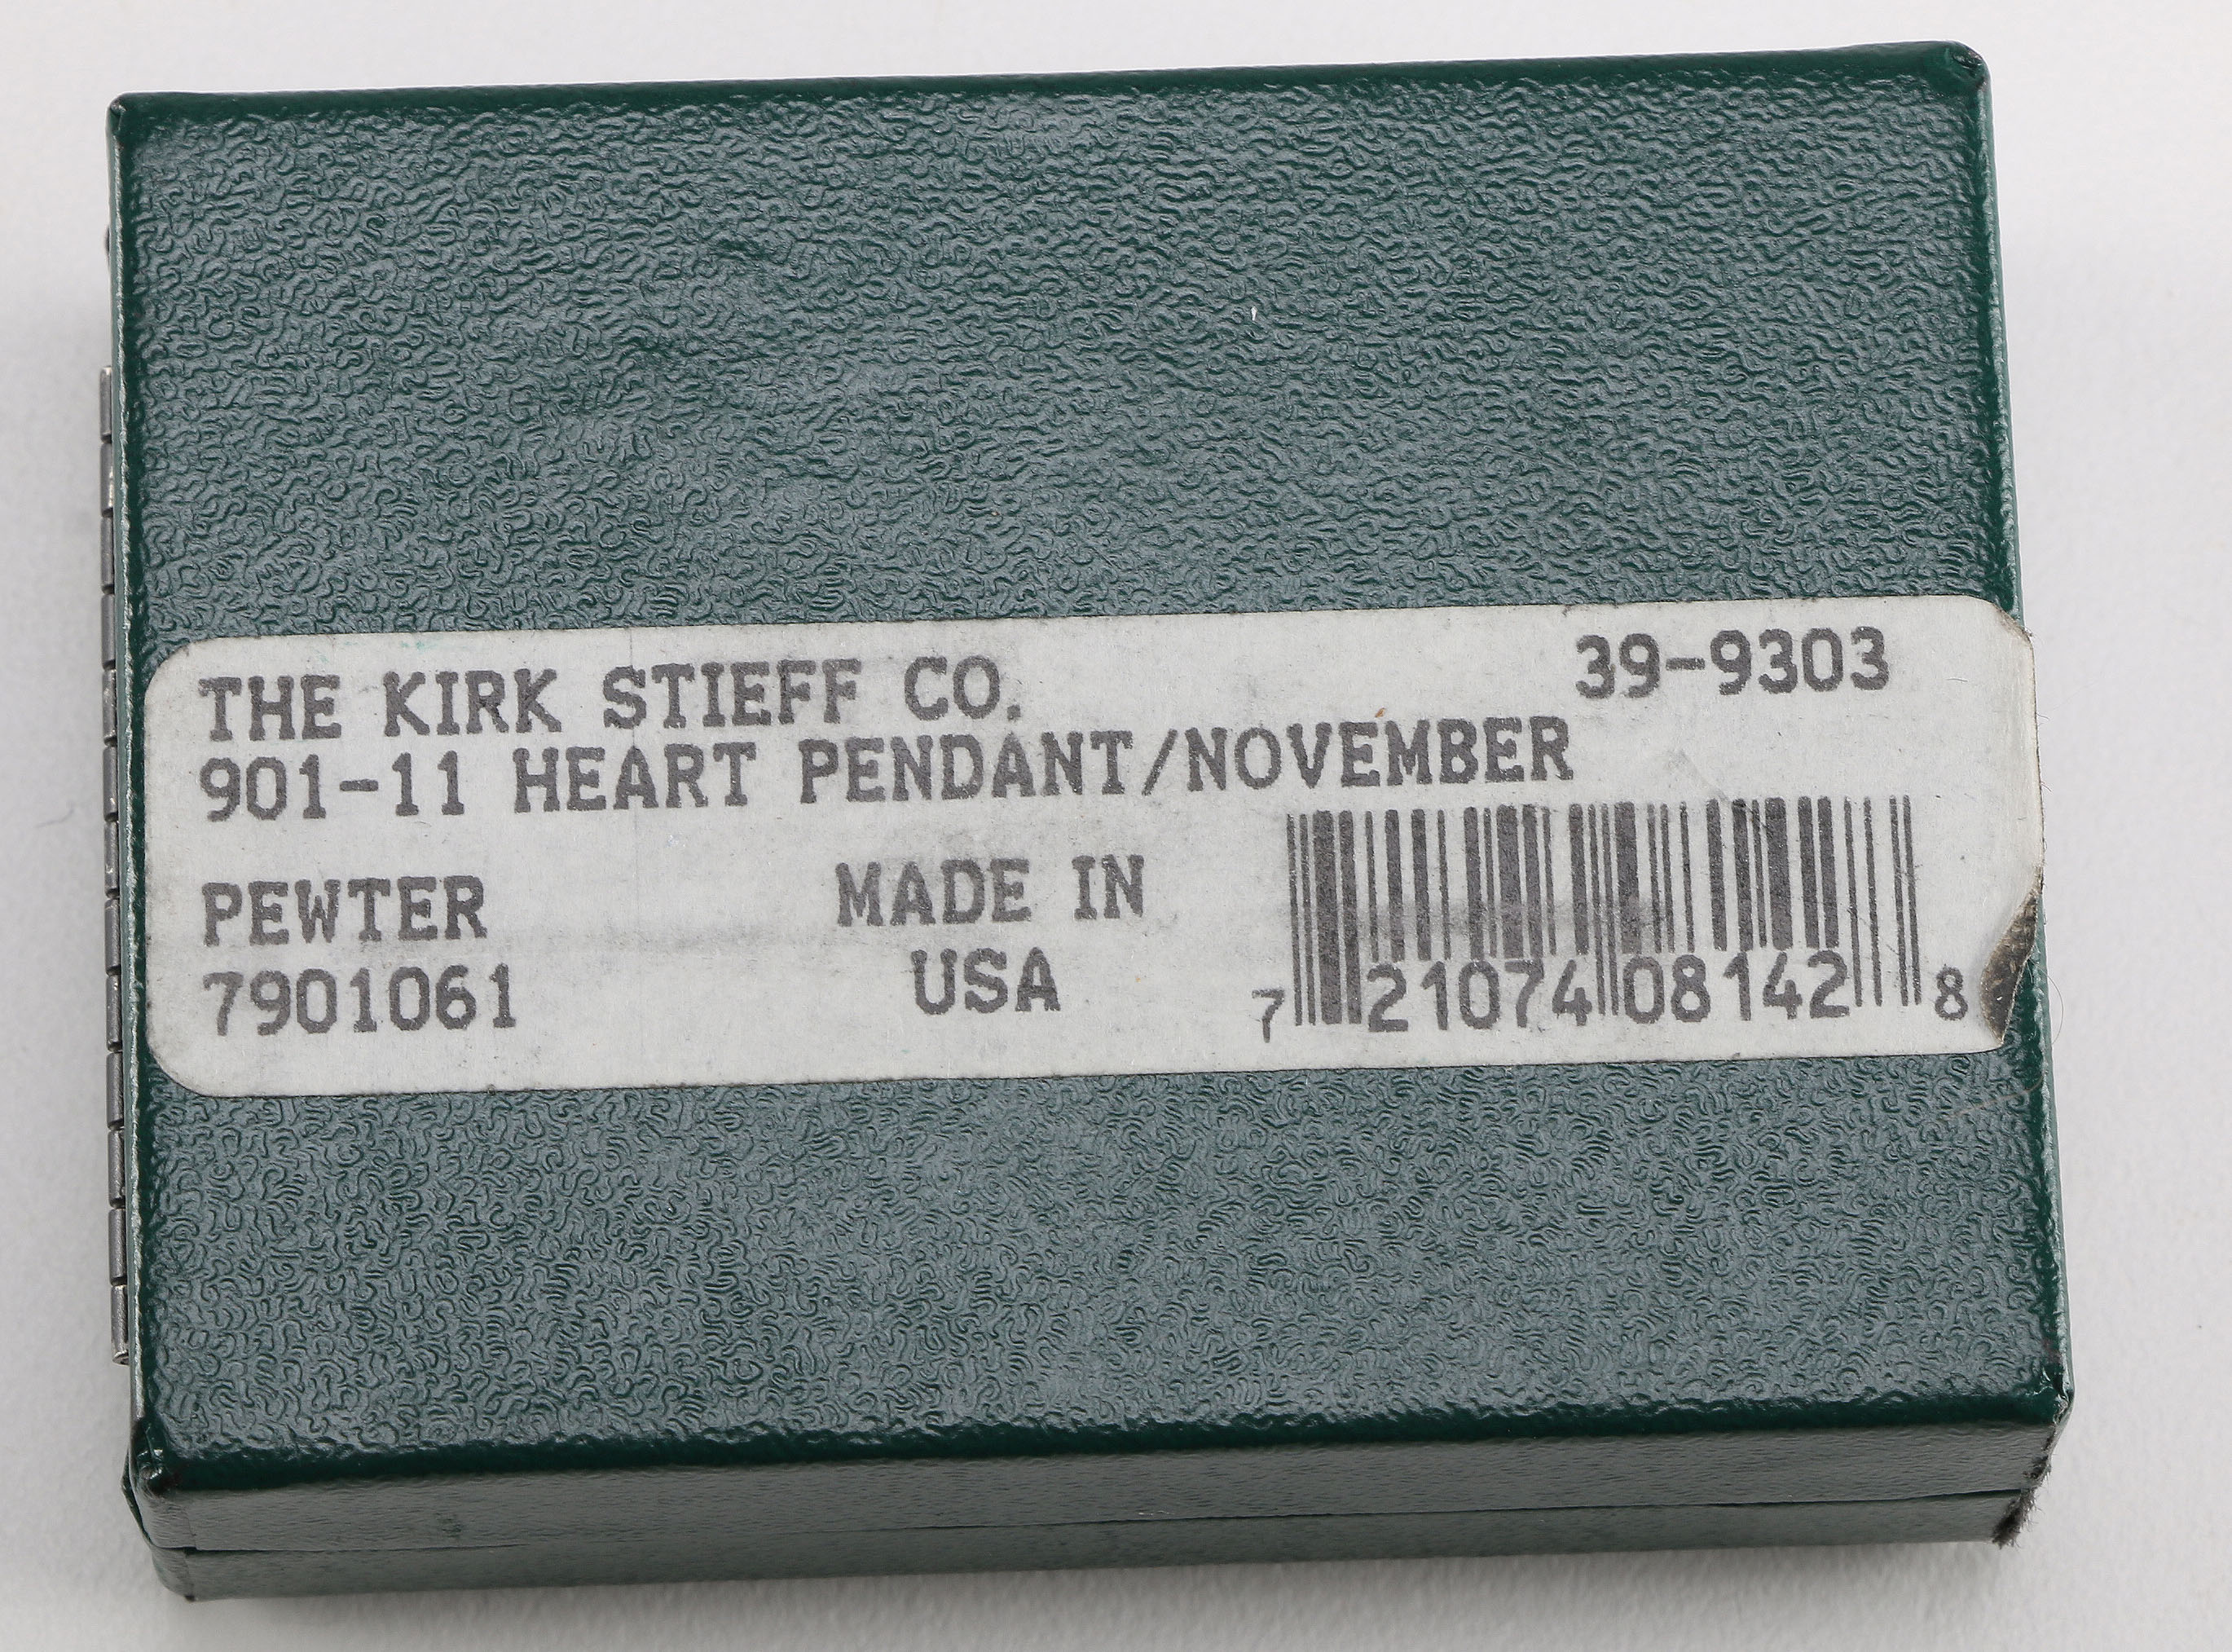 THE KIRK STIEFF CO. 39-9303
901-11 HEART PENDANT/NOVEMBER
PEWTER MADE IN
7901061 USA
7 21074 08142 8